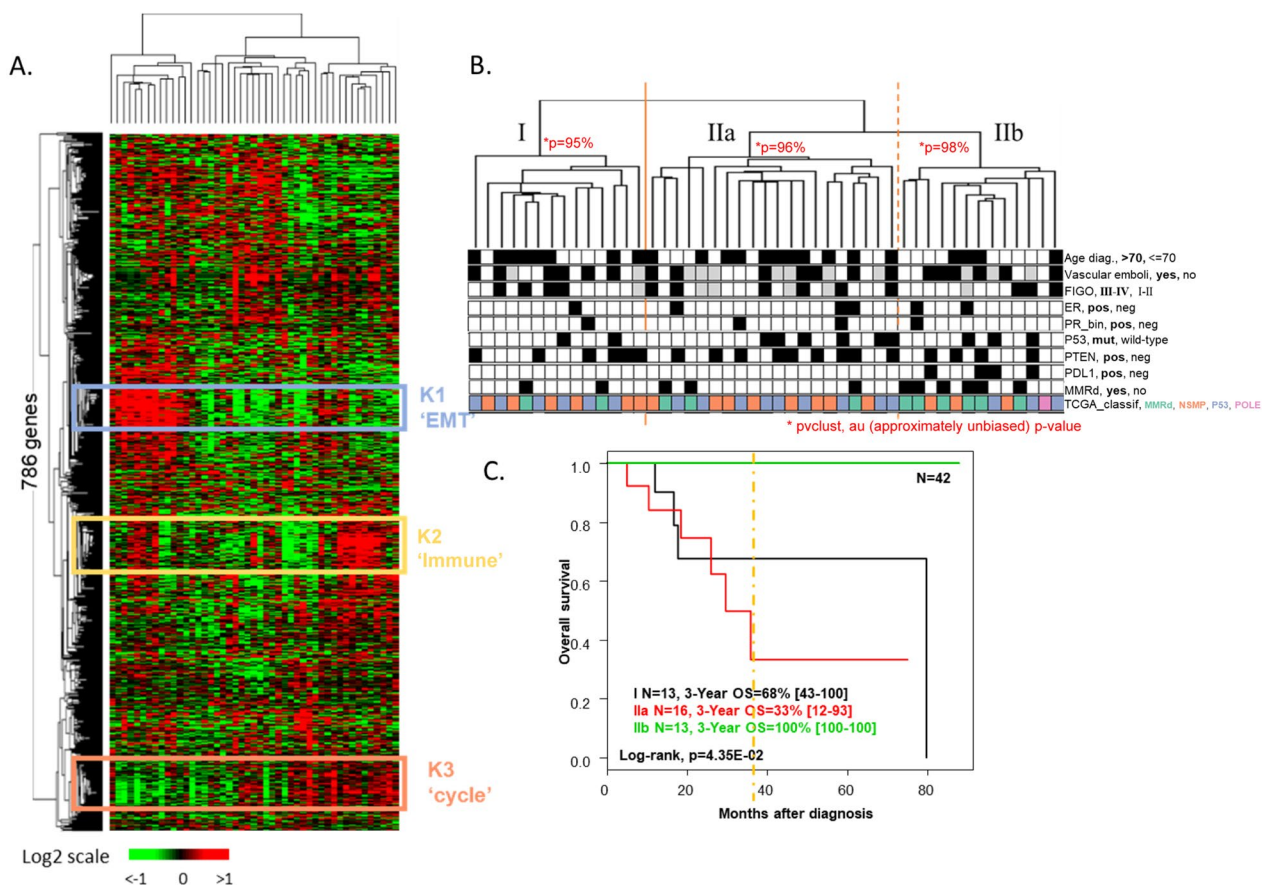 A.
786 genes
K1
'EMT'
K2
'Immune'
K3
'cycle'
Log2 scale
<-1 0 >1
B.
I IIa IIb
*p=95% *p=96% *p=98%
Age diag., >70, <=70
Vascular emboli, yes, no
FIGO, III-IV, I-II
ER, pos, neg
PR_bin, pos, neg
P53, mut, wild-type
PTEN, pos, neg
PDL1, pos, neg
MMRd, yes, no
TCGA_classif, MMRd, NSMP, P53, POLE
* pvclust, au (approximately unbiased) p-value
C.
N=42
Overall survival
1.0
0.8
0.6
0.4
0.2
0.0
I N=13, 3-Year OS=68% [43-100]
IIa N=16, 3-Year OS=33% [12-93]
IIb N=13, 3-Year OS=100% [100-100]
Log-rank, p=4.35E-02
0 20 40 60 80
Months after diagnosis